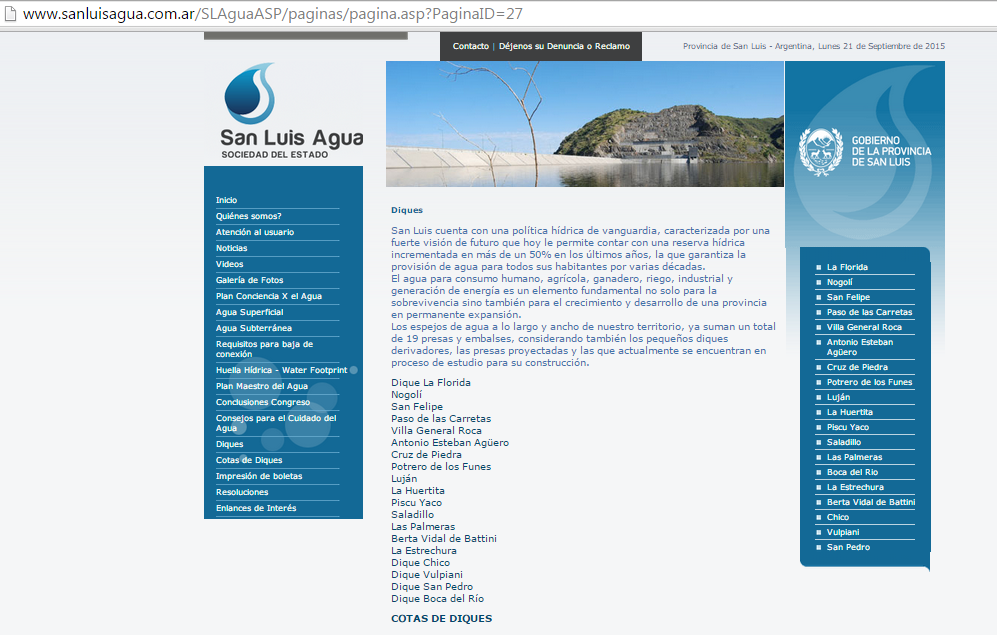 www.sanluisagua.com.ar/SLAguaASP/paginas/pagina.asp?PaginaID=27
Contacto | Déjenos su Denuncia o Reclamo
Provincia de San Luis - Argentina, Lunes 21 de Septiembre de 2015
San Luis Agua
SOCIEDAD DEL ESTADO
GOBIERNO
DE LA PROVINCIA
DE SAN LUIS
Inicio
Quiénes somos?
Atención al usuario
Noticias
Videos
Galería de Fotos
Plan Conciencia X el Agua
Agua Superficial
Agua Subterránea
Requisitos para baja de
conexión
Huella Hídrica - Water Footprint
Plan Maestro del Agua
Conclusiones Congreso
Consejos para el Cuidado del
Agua
Diques
Cotas de Diques
Impresión de boletas
Resoluciones
Enlances de Interés
Diques
San Luis cuenta con una política hídrica de vanguardia, caracterizada por una
fuerte visión de futuro que hoy le permite contar con una reserva hídrica
incrementada en más de un 50% en los últimos años, la que garantiza la
provisión de agua para todos sus habitantes por varias décadas.
El agua para consumo humano, agrícola, ganadero, riego, industrial y
generación de energía es un elemento fundamental no solo para la
sobrevivencia sino también para el crecimiento y desarrollo de una provincia
en permanente expansión.
Los espejos de agua a lo largo y ancho de nuestro territorio, ya suman un total
de 19 presas y embalses, considerando también los pequeños diques
derivadores, las presas proyectadas y las que actualmente se encuentran en
proceso de estudio para su construcción.
Dique La Florida
Nogolí
San Felipe
Paso de las Carretas
Villa General Roca
Antonio Esteban Agüero
Cruz de Piedra
Potrero de los Funes
Luján
La Huertita
Piscu Yaco
Saladillo
Las Palmeras
Berta Vidal de Battini
La Estrechura
Dique Chico
Dique Vulpiani
Dique San Pedro
Dique Boca del Río
COTAS DE DIQUES
La Florida
Nogolí
San Felipe
Paso de las Carretas
Villa General Roca
Antonio Esteban
Agüero
Cruz de Piedra
Potrero de los Funes
Luján
La Huertita
Piscu Yaco
Saladillo
Las Palmeras
Boca del Rio
La Estrechura
Berta Vidal de Battini
Chico
Vulpiani
San Pedro